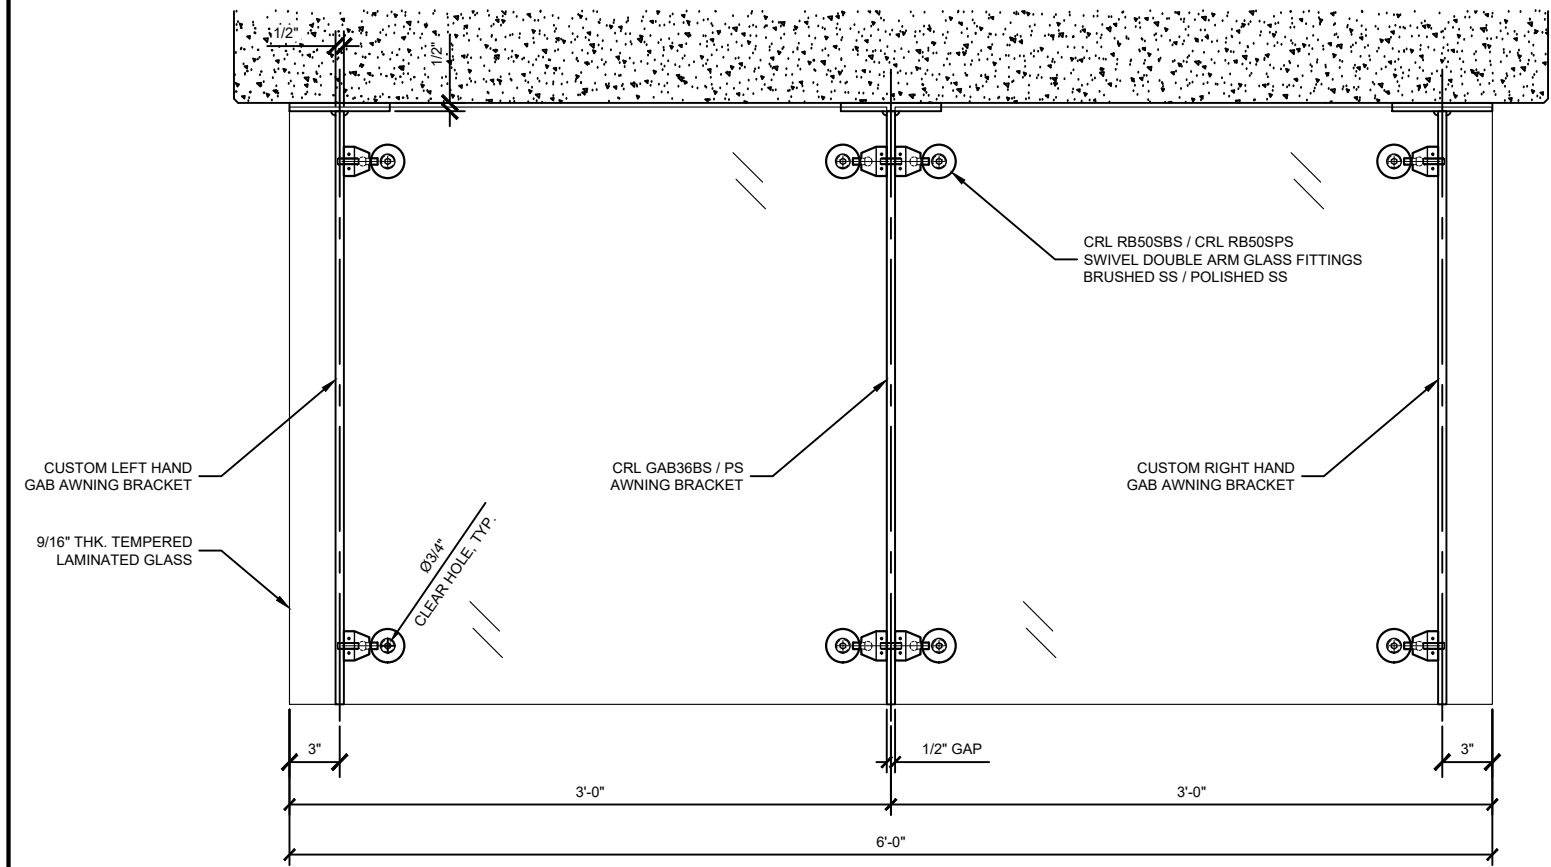 1/2"
1/2"
CRL RB50SBS / CRL RB50SPS
SWIVEL DOUBLE ARM GLASS FITTINGS
BRUSHED SS / POLISHED SS
CUSTOM LEFT HAND
GAB AWNING BRACKET
CRL GAB36BS / PS
AWNING BRACKET
CUSTOM RIGHT HAND
GAB AWNING BRACKET
9/16" THK. TEMPERED
LAMINATED GLASS
Ø3/4"
CLEAR HOLE, TYP.
3"
1/2" GAP
3"
3'-0"
3'-0"
6'-0"